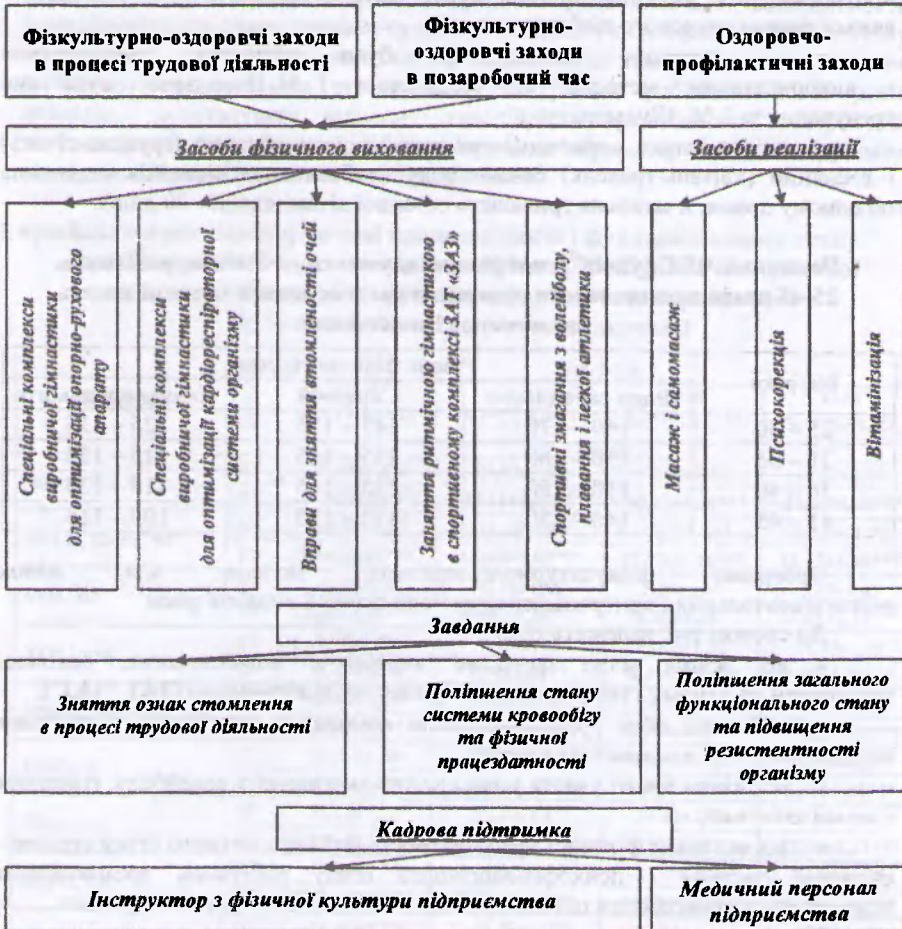 Фізкультурно-оздоровчі заходи
в процесі трудової діяльності
Фізкультурно-
оздоровчі заходи
в позаробочий час
Оздоровчо-
профілактичні заходи
Засоби фізичного виховання
Засоби реалізації
Спеціальні комплекси
виробничої гімнастики
для оптимізації опорно-рухового
апарату
Спеціальні комплекси
виробничої гімнастики
для оптимізації кардіореспіраторної
системи організму
Вправи для зняття втомленості очей
Заняття ритмічною гімнастикою
в спортивному комплексі ЗАТ «ЗАЗ»
Спортивні змагання з волейболу,
плавання і легкої атлетики
Масаж і самомасаж
Психокорекція
Вітамінізація
Завдання
Зняття ознак стомлення
в процесі трудової діяльності
Поліпшення стану
системи кровообігу
та фізичної
працездатності
Поліпшення загального
функціонального стану
та підвищення
резистентності
організму
Кадрова підтримка
Інструктор з фізичної культури підприємства
Медичний персонал
підприємства